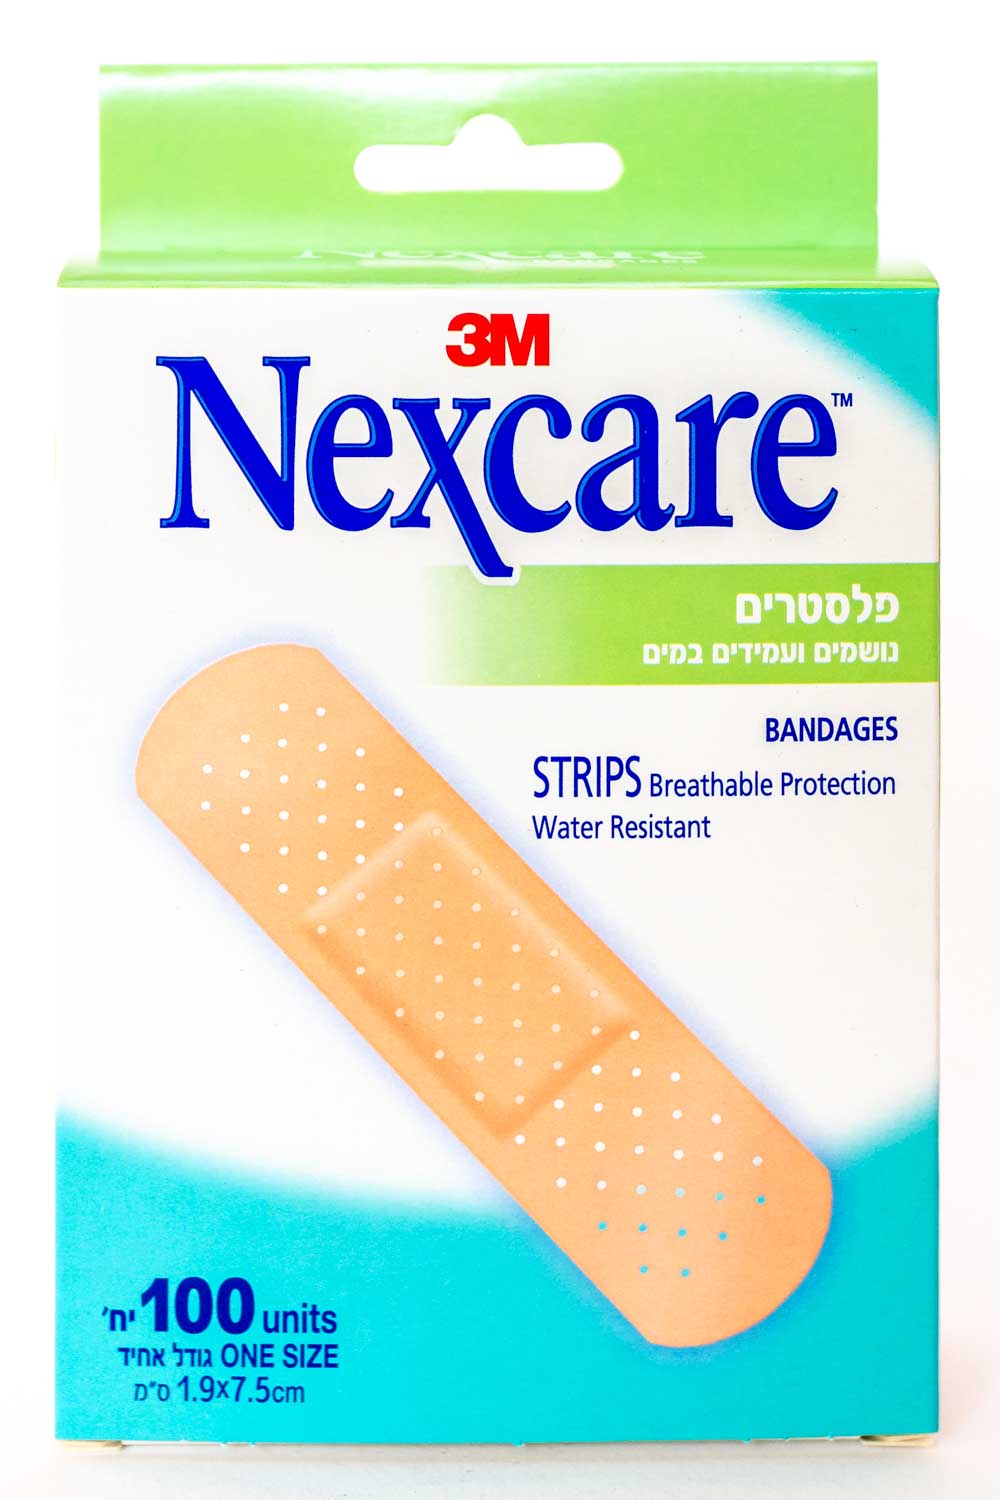 3M
Nexcare™
פלסטרים
נושמים ועמידים במים
BANDAGES
STRIPS Breathable Protection
Water Resistant
יח' 100 units
גודל אחיד ONE SIZE
ס"מ 1.9x7.5cm